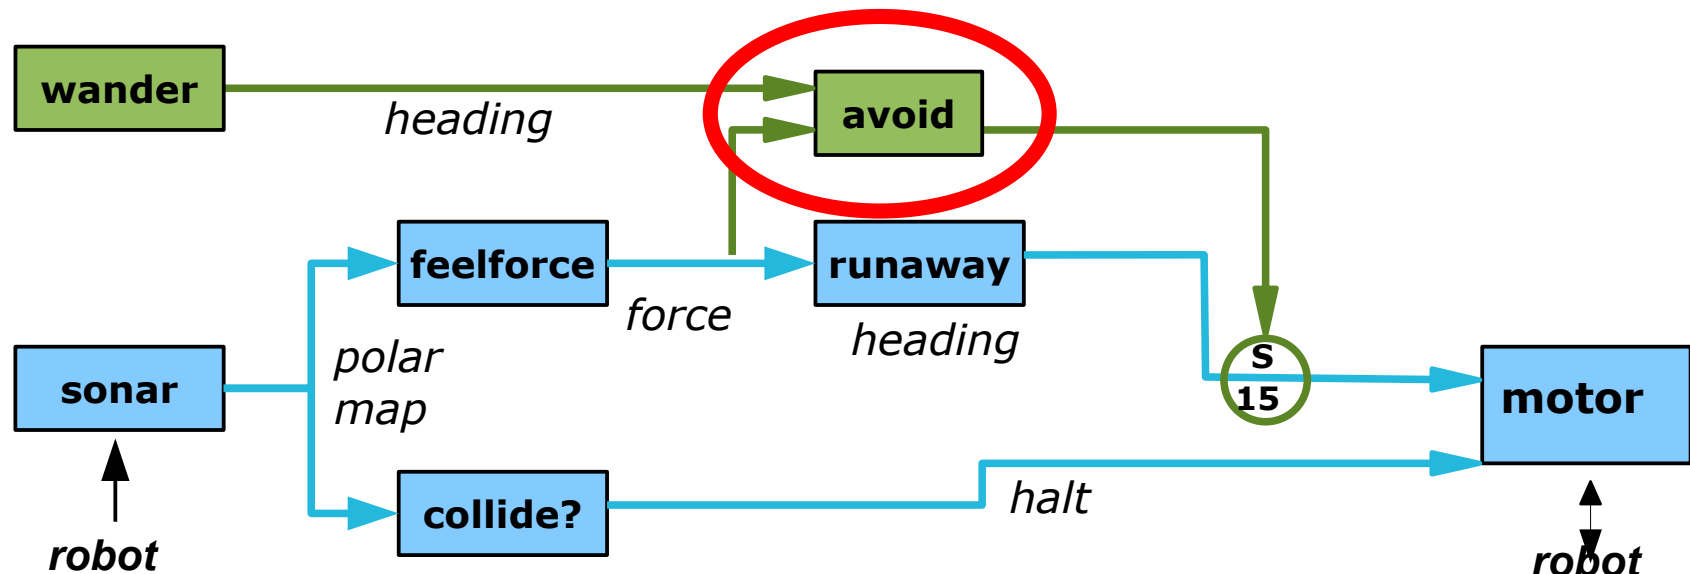 wander
heading
avoid
feelforce
force
runaway
heading
sonar
polar
map
S
15
motor
collide?
halt
robot
robot